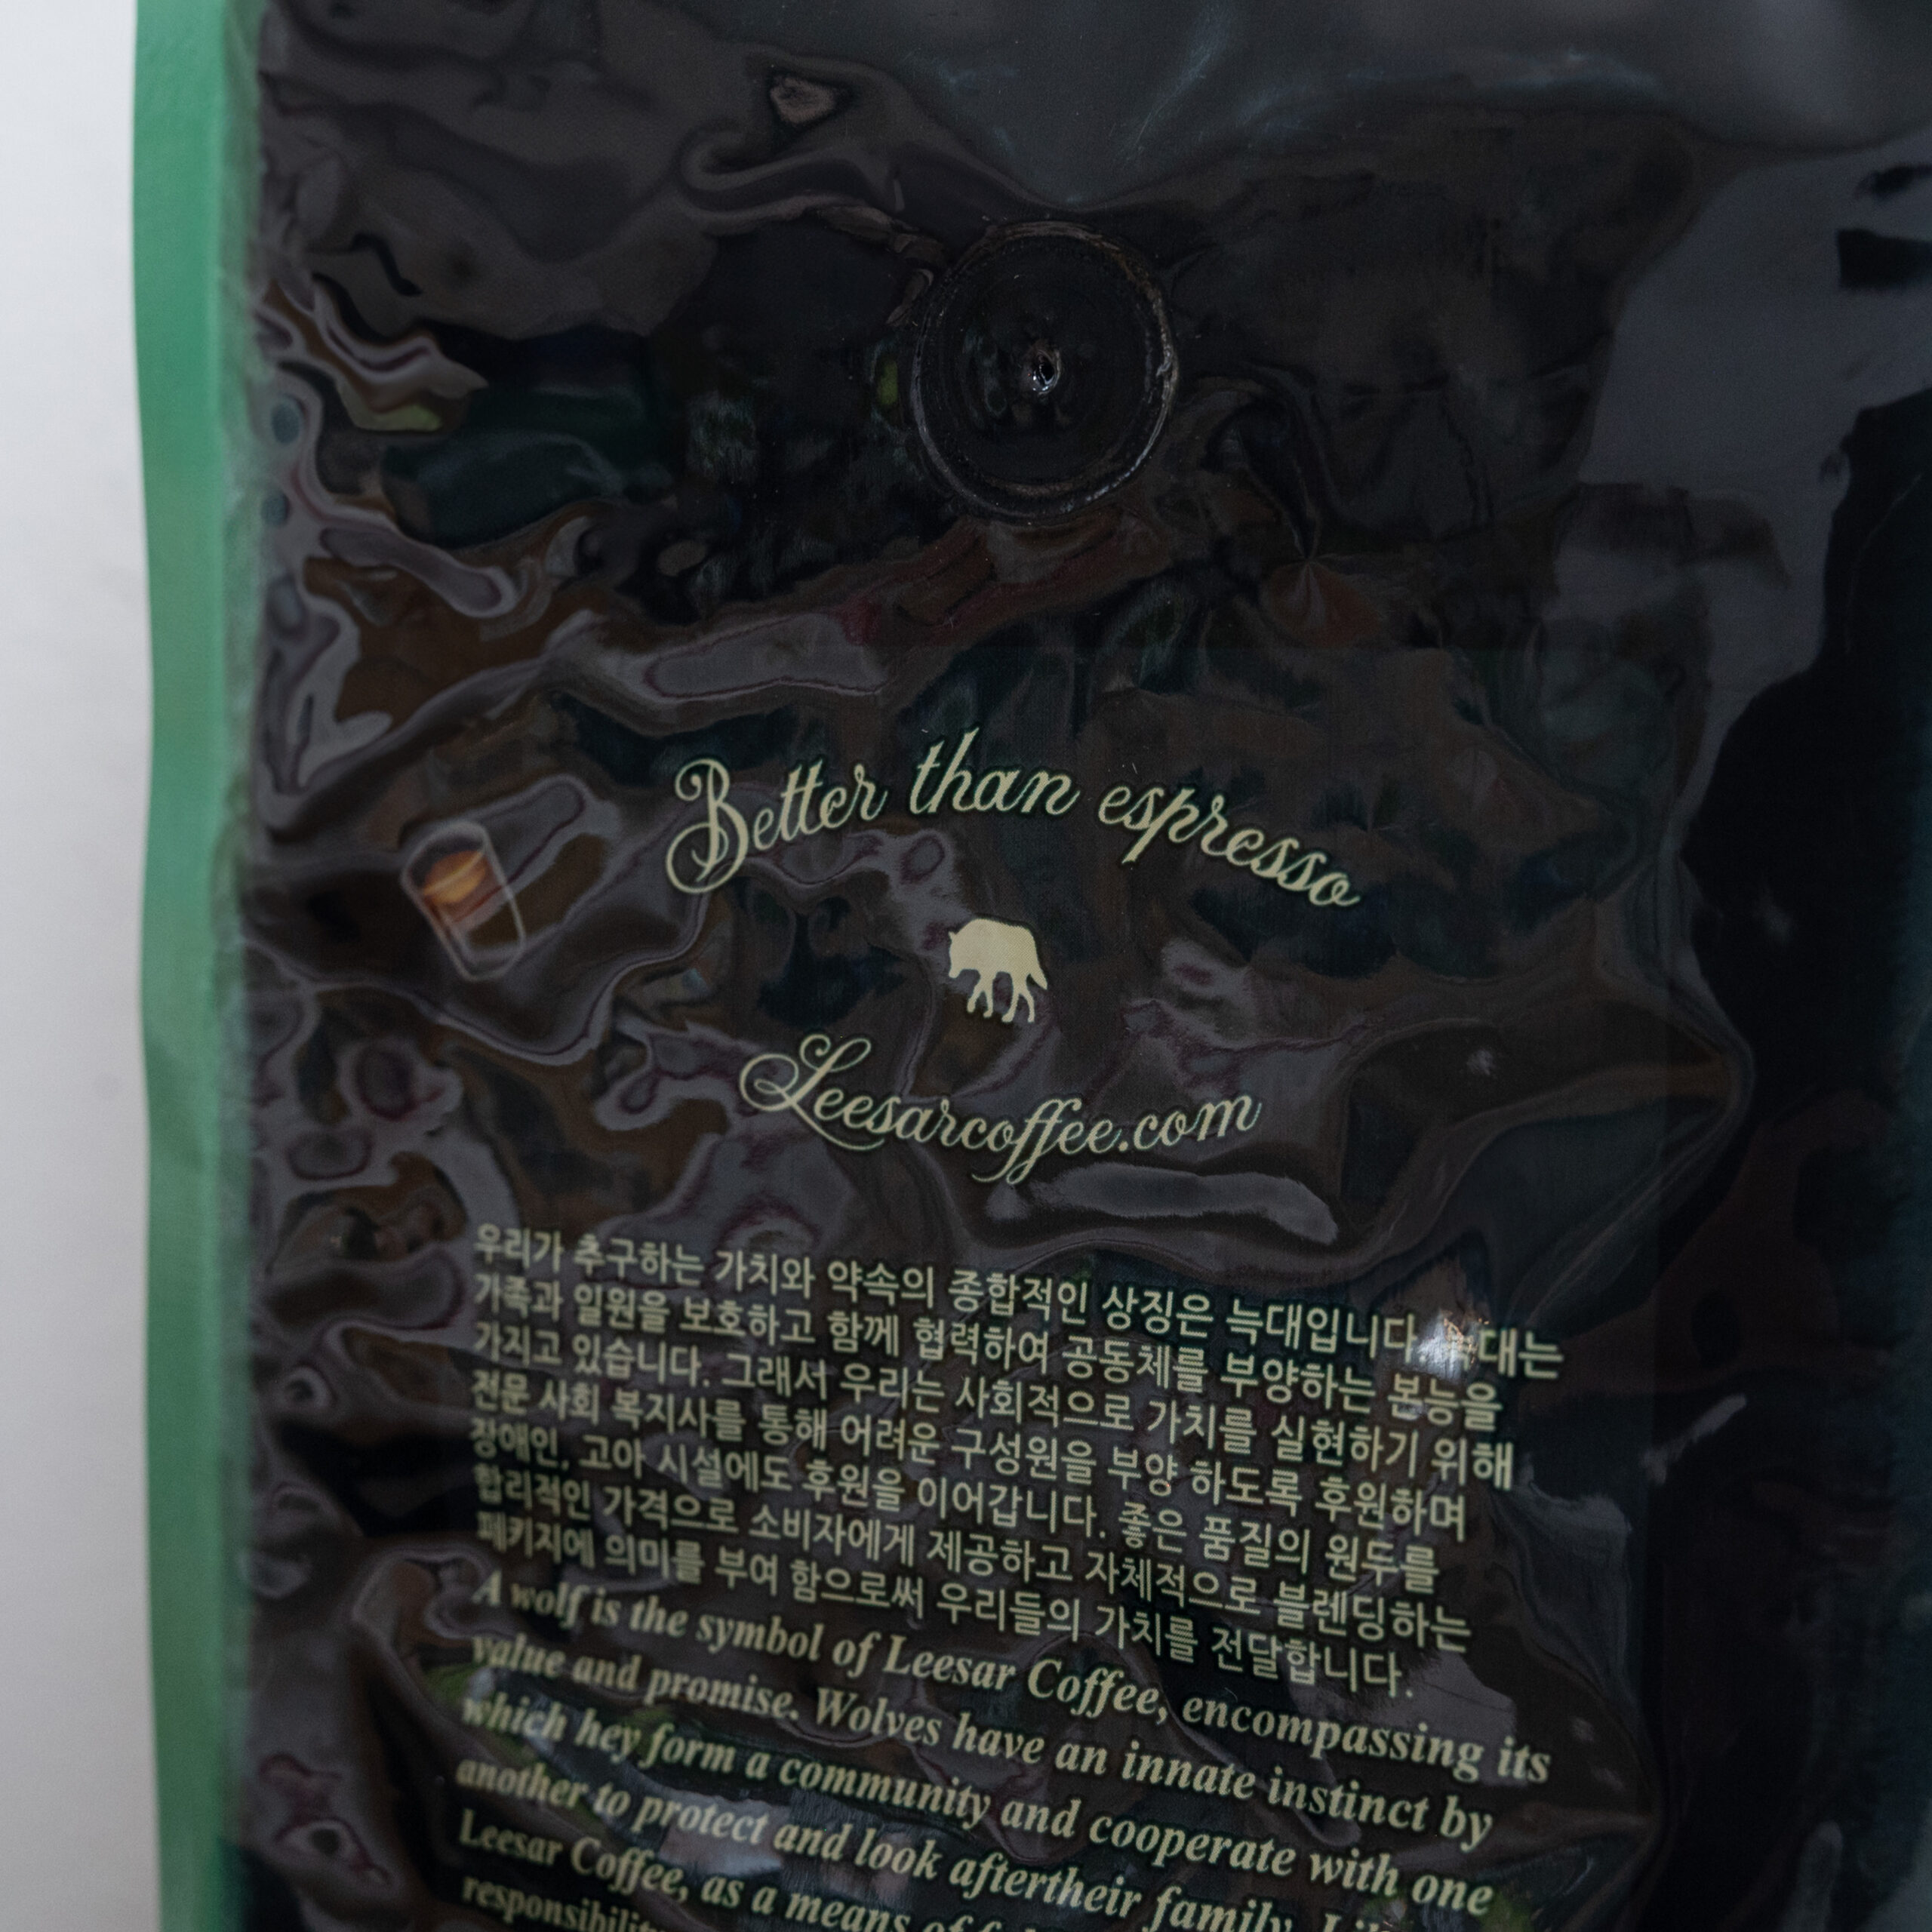 Better than espresso
Leesarcoffee.com
우리가 추구하는 가치와 약속의 종합적인 상징은 늑대입니다.
가족과 일원을 보호하고 함께 협력하여 공동체를 부양하는 본능을
가지고 있습니다. 그래서 우리는 사회적으로 가치를 실현하기 위해
전문 사회 복지사를 통해 어려운 구성원을 부양 하도록 후원하며
장애인, 고아 시설에도 후원을 이어갑니다. 좋은 품질의 원두를
합리적인 가격으로 소비자에게 제공하고 자체적으로 블렌딩하는
페키지에 의미를 부여 함으로써 우리들의 가치를 전달합니다.
A wolf is the symbol of Leesar Coffee, encompassing its
value and promise. Wolves have an innate instinct by
which hey form a community and cooperate with one
another to protect and look aftertheir family.
Leesar Coffee, as a means of